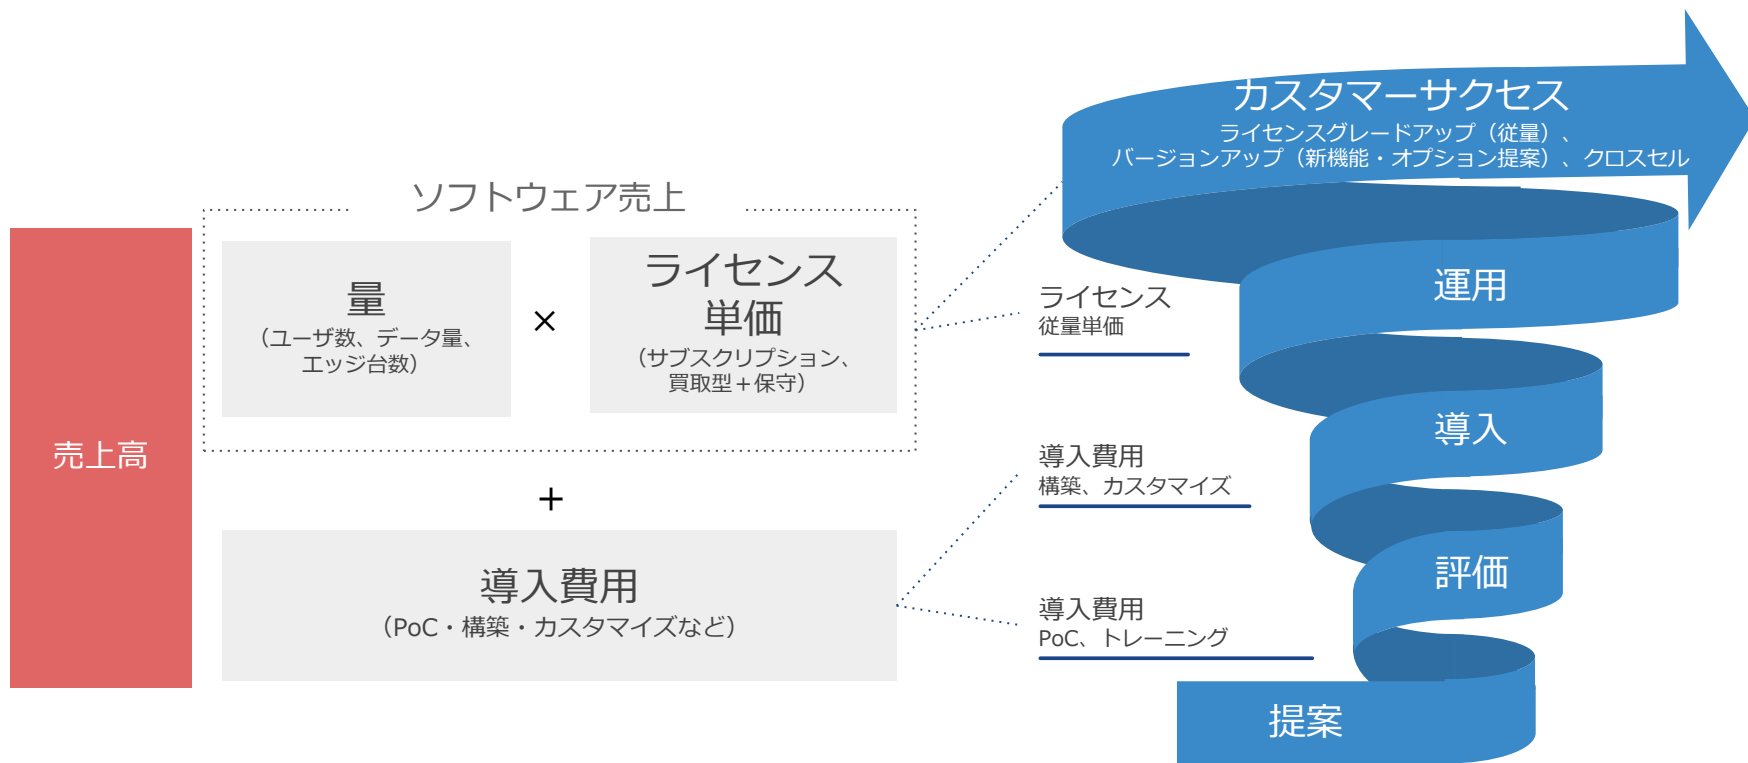 売上高
ソフトウェア売上
量
（ユーザ数、データ量、
エッジ台数）
×
ライセンス
単価
（サブスクリプション、
買取型＋保守）
＋
導入費用
（PoC・構築・カスタマイズなど）
ライセンス
従量単価
導入費用
構築、カスタマイズ
導入費用
PoC、トレーニング
カスタマーサクセス
ライセンスグレードアップ（従量）、
バージョンアップ（新機能・オプション提案）、クロスセル
運用
導入
評価
提案